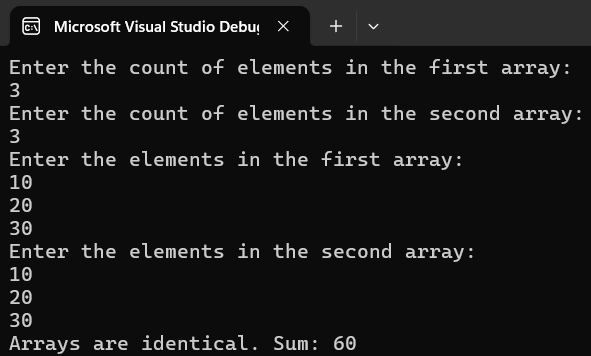 Microsoft Visual Studio Debu
Enter the count of elements in the first array:
3
Enter the count of elements in the second array:
3
Enter the elements in the first array:
10
20
30
Enter the elements in the second array:
10
20
30
Arrays are identical. Sum: 60